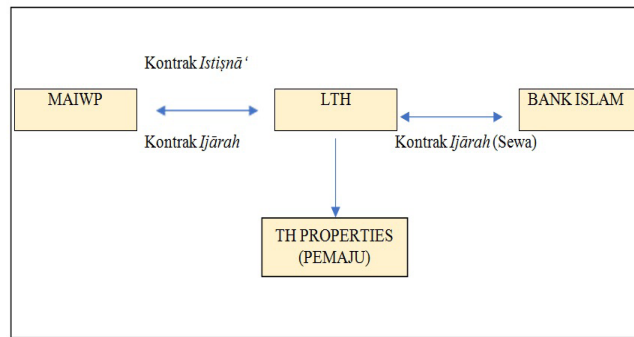 Kontrak Istiṣnā‘
MAIWP
LTH
BANK ISLAM
Kontrak Ijārah
Kontrak Ijārah (Sewa)
TH PROPERTIES
(PEMAJU)